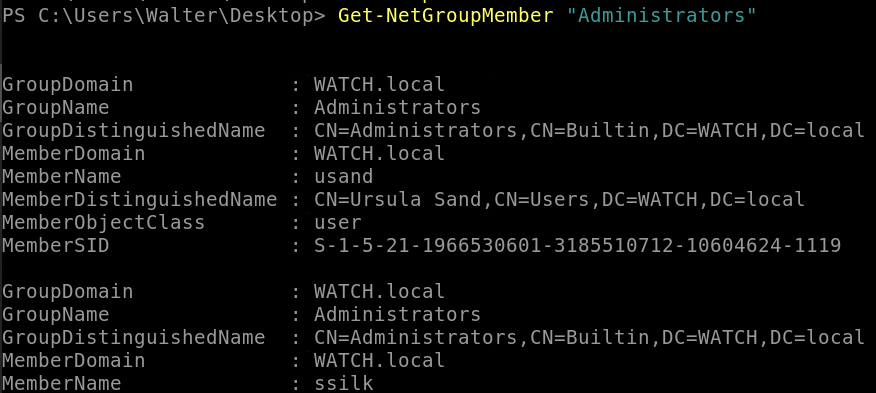 PS C:\Users\Walter\Desktop> Get-NetGroupMember "Administrators"
GroupDomain : WATCH.local
GroupName : Administrators
GroupDistinguishedName : CN=Administrators,CN=Builtin,DC=WATCH,DC=local
MemberDomain : WATCH.local
MemberName : usand
MemberDistinguishedName : CN=Ursula Sand,CN=Users,DC=WATCH,DC=local
MemberObjectClass : user
MemberSID : S-1-5-21-1966530601-3185510712-10604624-1119
GroupDomain : WATCH.local
GroupName : Administrators
GroupDistinguishedName : CN=Administrators,CN=Builtin,DC=WATCH,DC=local
MemberDomain : WATCH.local
MemberName : ssilk